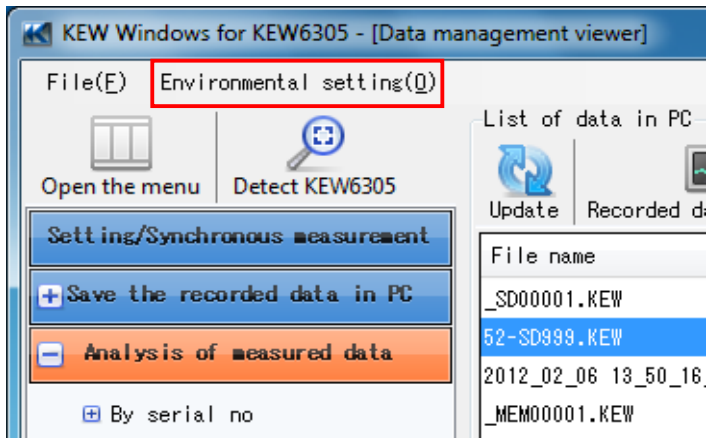 KEW Windows for KEW6305 - [Data management viewer]
File(F) Environmental setting(O)
Open the menu
Detect KEW6305
Setting/Synchronous measurement
Save the recorded data in PC
Analysis of measured data
By serial no
List of data in PC
Update
Recorded
File name
_SD00001.KEW
52-SD999.KEW
2012_02_06 13_50_16_
_MEM00001.KEW